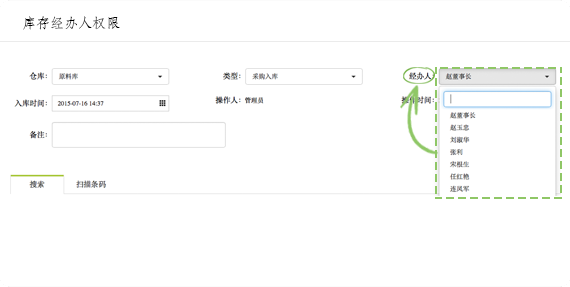 库存经办人权限
仓库: 原料库 类型: 采购入库 经办人: 赵董事长
入库时间: 2015-07-16 14:37 操作人: 管理员 操作时间:
赵董事长
赵玉忠
备注: 刘淑华
张利
宋根生
任红艳
搜索 扫描条码 连风军